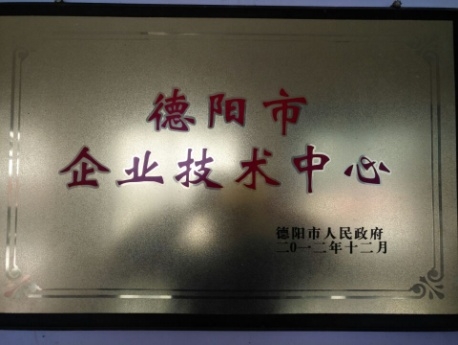 德阳市
企业技术中心
德阳市人民政府
二0一二年十二月